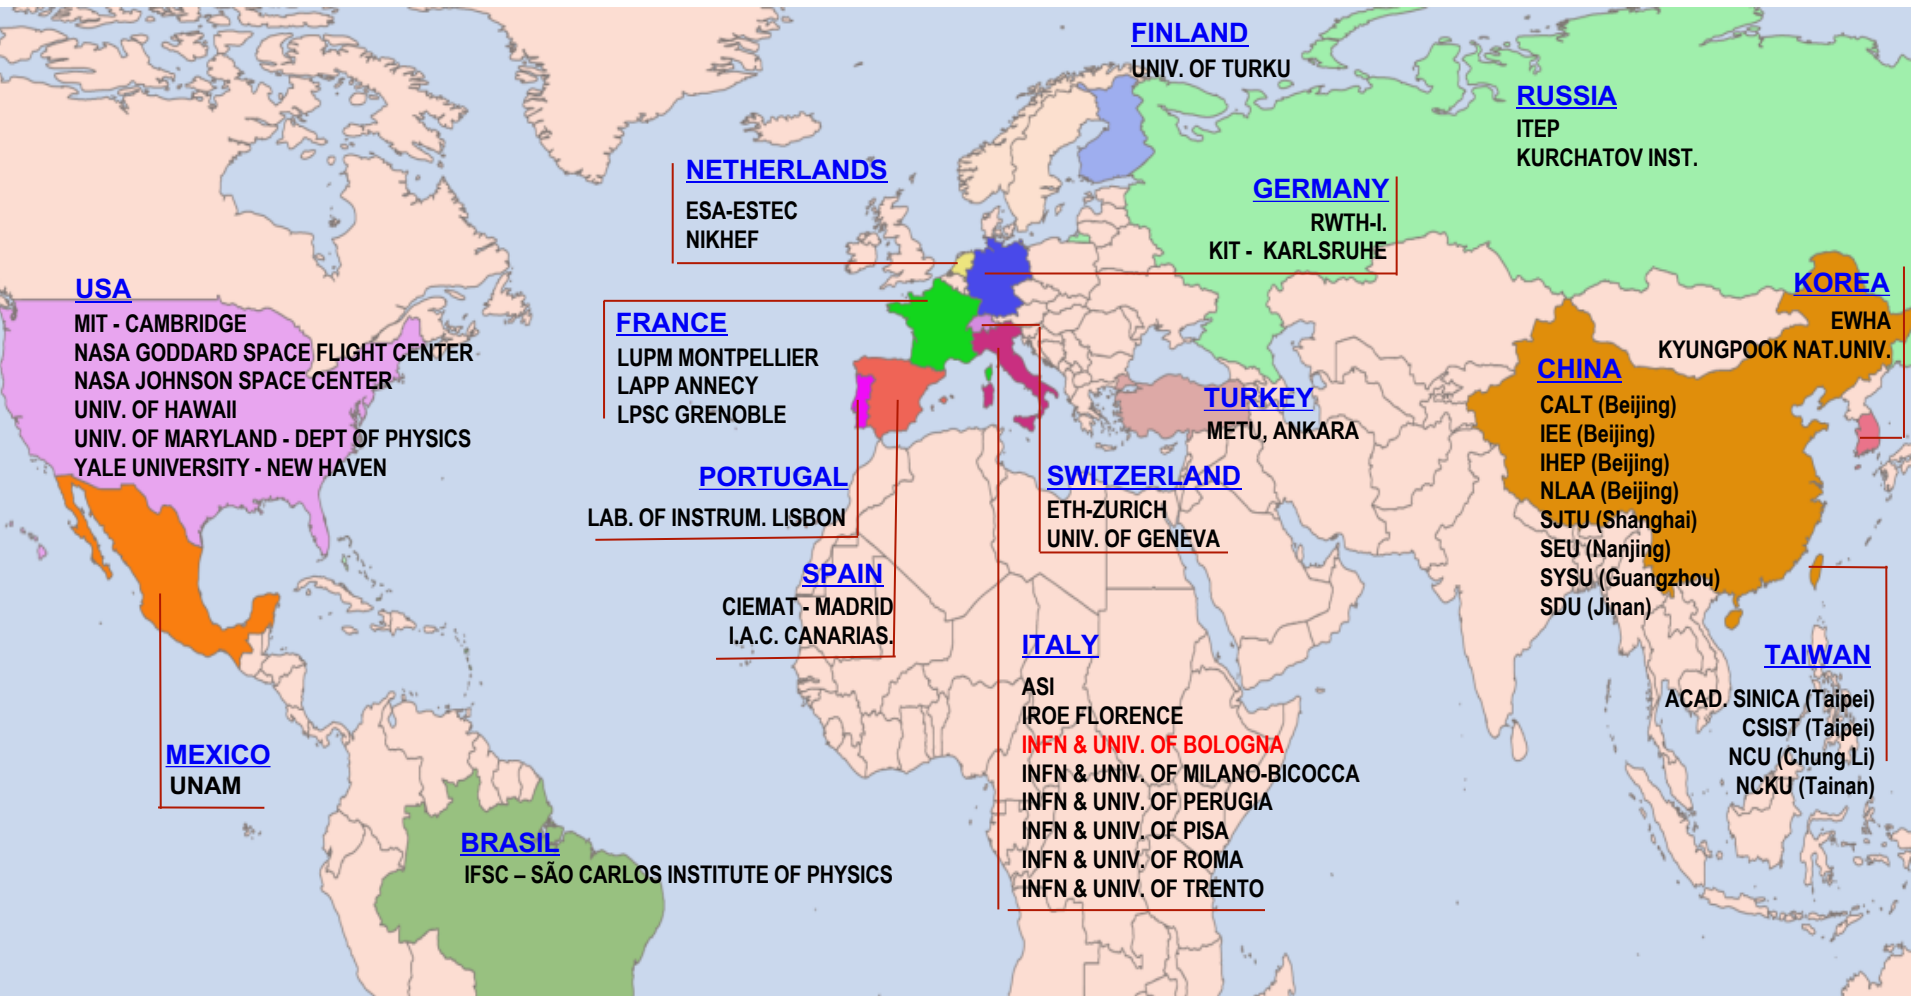 FINLAND
UNIV. OF TURKU
RUSSIA
ITEP
KURCHATOV INST.
NETHERLANDS
ESA-ESTEC
NIKHEF
GERMANY
RWTH-I.
KIT - KARLSRUHE
USA
MIT - CAMBRIDGE
NASA GODDARD SPACE FLIGHT CENTER
NASA JOHNSON SPACE CENTER
UNIV. OF HAWAII
UNIV. OF MARYLAND - DEPT OF PHYSICS
YALE UNIVERSITY - NEW HAVEN
FRANCE
LUPM MONTPELLIER
LAPP ANNECY
LPSC GRENOBLE
KOREA
EWHA
KYUNGPOOK NAT.UNIV.
CHINA
CALT (Beijing)
IEE (Beijing)
IHEP (Beijing)
NLAA (Beijing)
SJTU (Shanghai)
SEU (Nanjing)
SYSU (Guangzhou)
SDU (Jinan)
TURKEY
METU, ANKARA
PORTUGAL
LAB. OF INSTRUM. LISBON
SWITZERLAND
ETH-ZURICH
UNIV. OF GENEVA
SPAIN
CIEMAT - MADRID
I.A.C. CANARIAS.
ITALY
ASI
IROE FLORENCE
INFN & UNIV. OF BOLOGNA
INFN & UNIV. OF MILANO-BICOCCA
INFN & UNIV. OF PERUGIA
INFN & UNIV. OF PISA
INFN & UNIV. OF ROMA
INFN & UNIV. OF TRENTO
TAIWAN
ACAD. SINICA (Taipei)
CSIST (Taipei)
NCU (Chung Li)
NCKU (Tainan)
MEXICO
UNAM
BRASIL
IFSC – SÃO CARLOS INSTITUTE OF PHYSICS